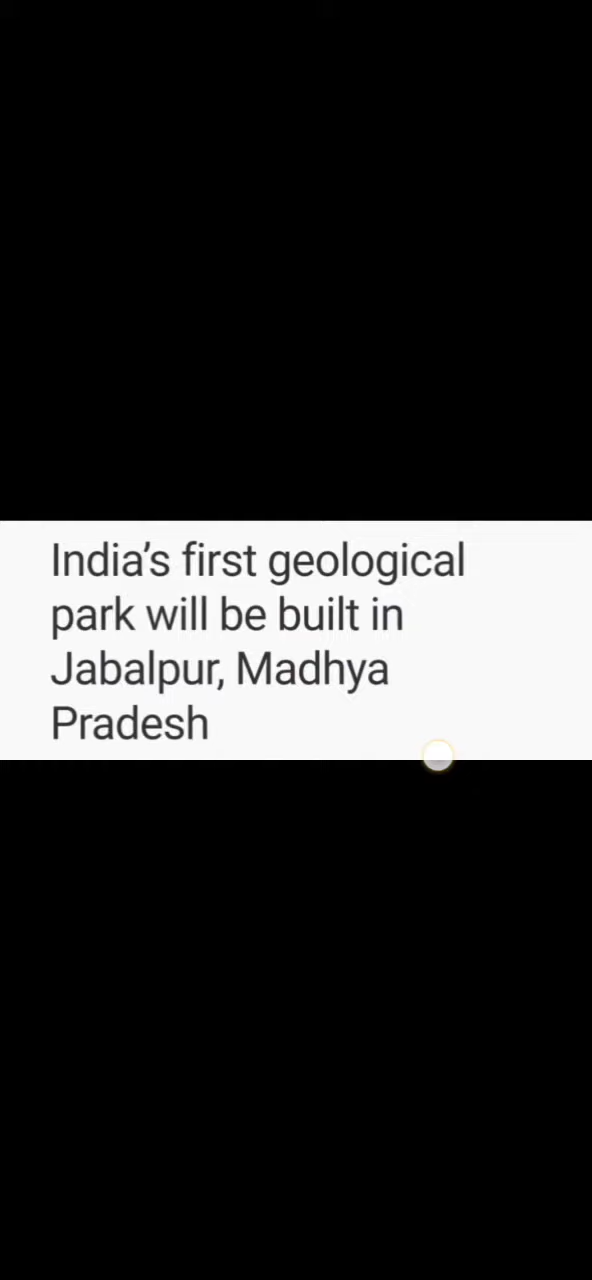 India’s first geological
park will be built in
Jabalpur, Madhya
Pradesh